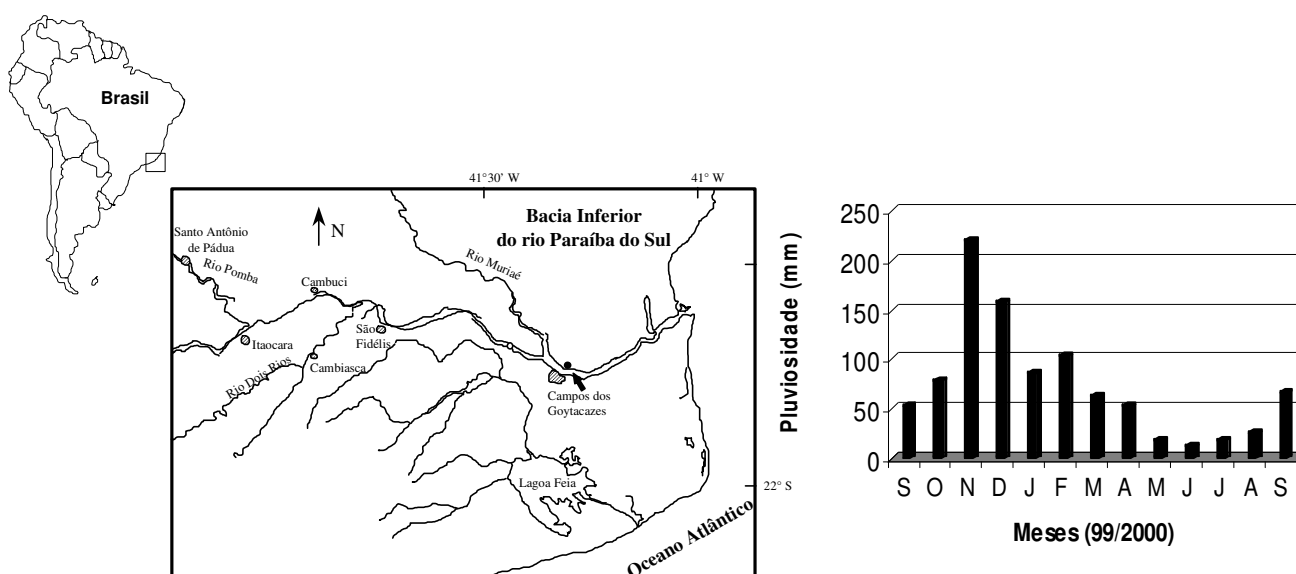 Brasil
41°30' W
41° W
Bacia Inferior
do rio Paraíba do Sul
N
Santo Antônio
de Pádua
Rio Pomba
Rio Muriaé
Cambuci
São
Fidélis
Itaocara
Cambiasca
Rio Dois Rios
Campos dos
Goytacazes
Lagoa Feia
22° S
Oceano Atlântico
Pluviosidade (mm)
250
200
150
100
50
0
S O N D J F M A M J J A S
Meses (99/2000)